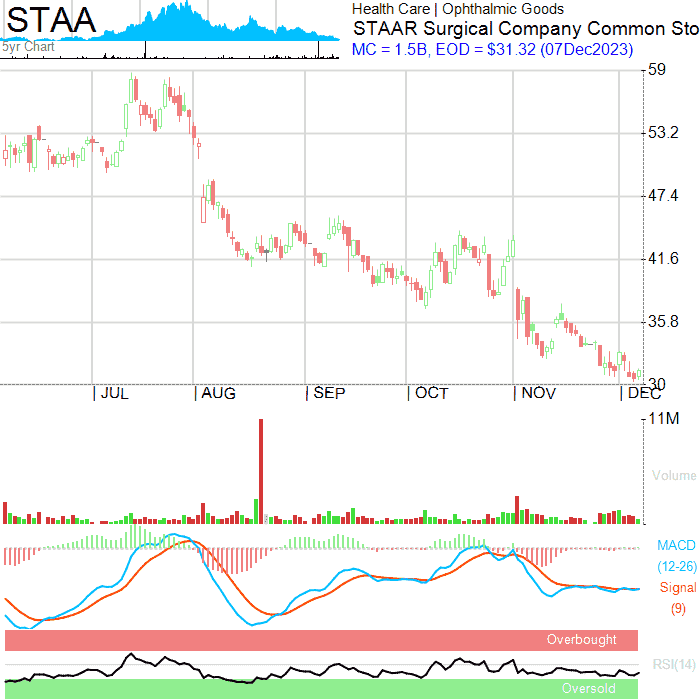 STAA
5yr Chart
Health Care | Ophthalmic Goods
STAAR Surgical Company Common Sto
MC = 1.5B, EOD = $31.32 (07Dec2023)
59
53.2
47.4
41.6
35.8
30
JUL
AUG
SEP
OCT
NOV
DEC
11M
Volume
MACD
(12-26)
Signal
(9)
Overbought
RSI(14)
Oversold